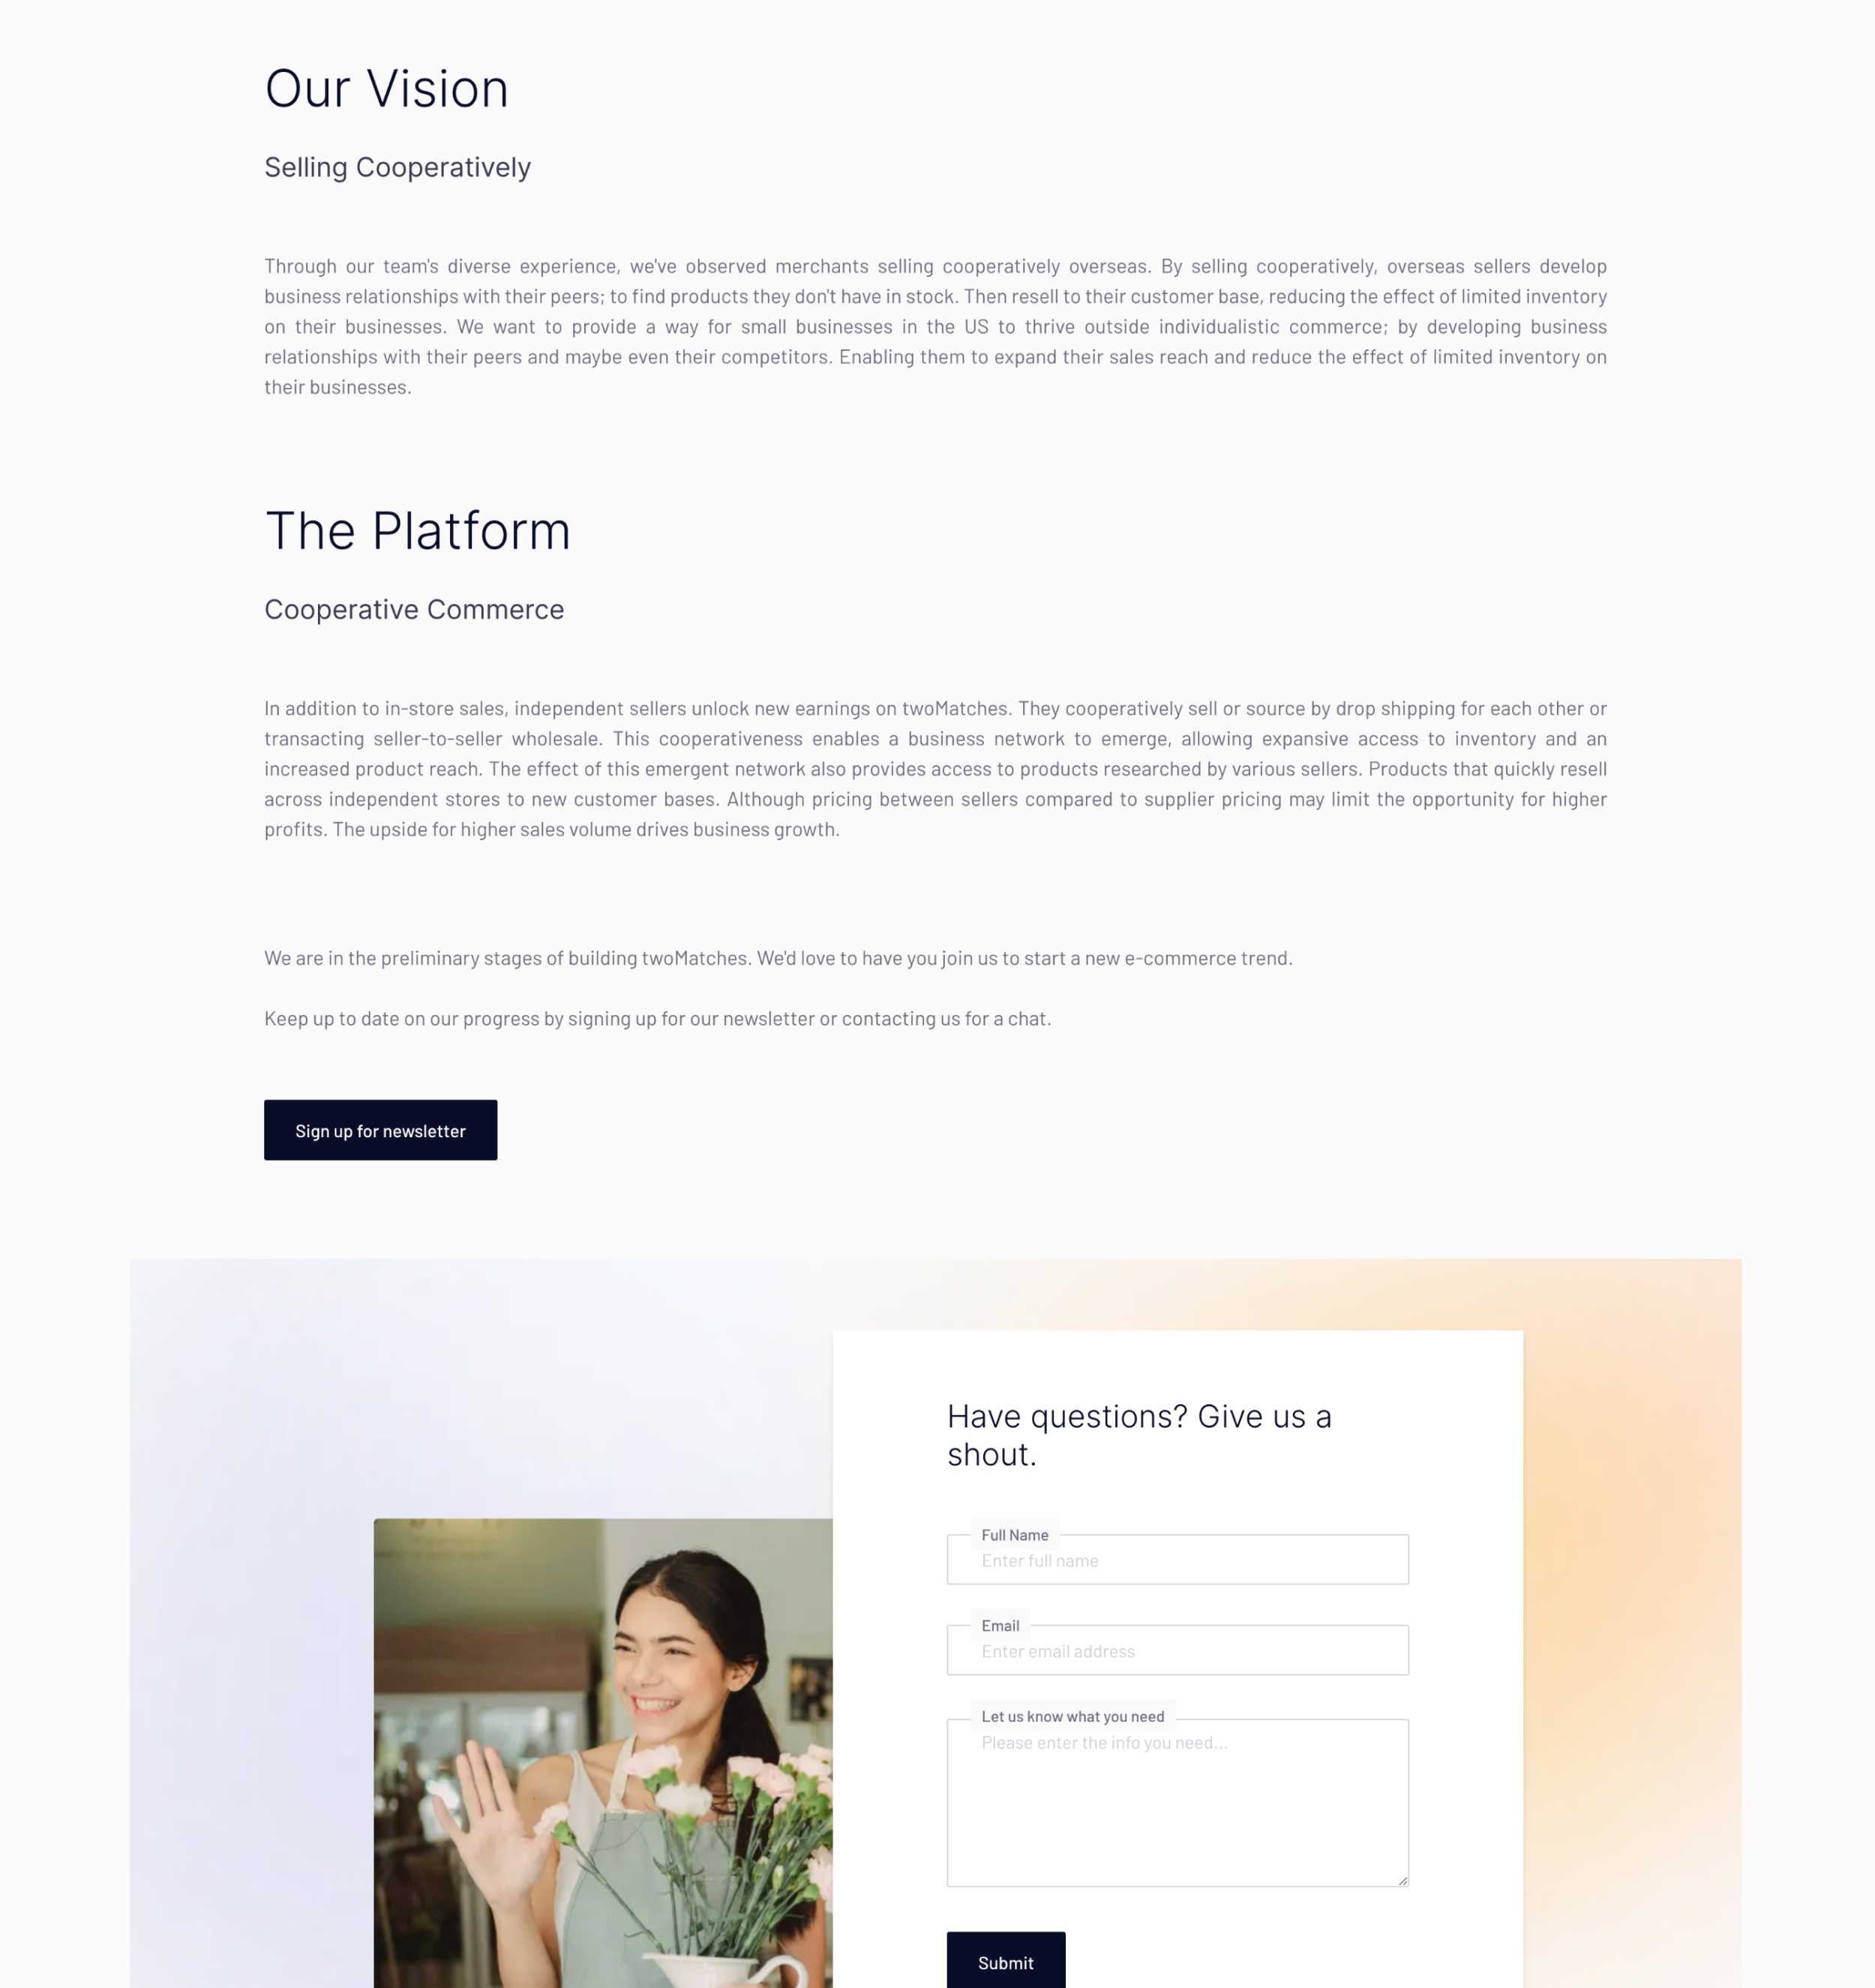 Our Vision
Selling Cooperatively
Through our team's diverse experience, we've observed merchants selling cooperatively overseas. By selling cooperatively, overseas sellers develop
business relationships with their peers; to find products they don't have in stock. Then resell to their customer base, reducing the effect of limited inventory
on their businesses. We want to provide a way for small businesses in the US to thrive outside individualistic commerce; by developing business
relationships with their peers and maybe even their competitors. Enabling them to expand their sales reach and reduce the effect of limited inventory on
their businesses.
The Platform
Cooperative Commerce
In addition to in-store sales, independent sellers unlock new earnings on twoMatches. They cooperatively sell or source by drop shipping for each other or
transacting seller-to-seller wholesale. This cooperativeness enables a business network to emerge, allowing expansive access to inventory and an
increased product reach. The effect of this emergent network also provides access to products researched by various sellers. Products that quickly resell
across independent stores to new customer bases. Although pricing between sellers compared to supplier pricing may limit the opportunity for higher
profits. The upside for higher sales volume drives business growth.
We are in the preliminary stages of building twoMatches. We'd love to have you join us to start a new e-commerce trend.
Keep up to date on our progress by signing up for our newsletter or contacting us for a chat.
Sign up for newsletter
Have questions? Give us a
shout.
Full Name
Enter full name
Email
Enter email address
Let us know what you need
Please enter the info you need...
Submit